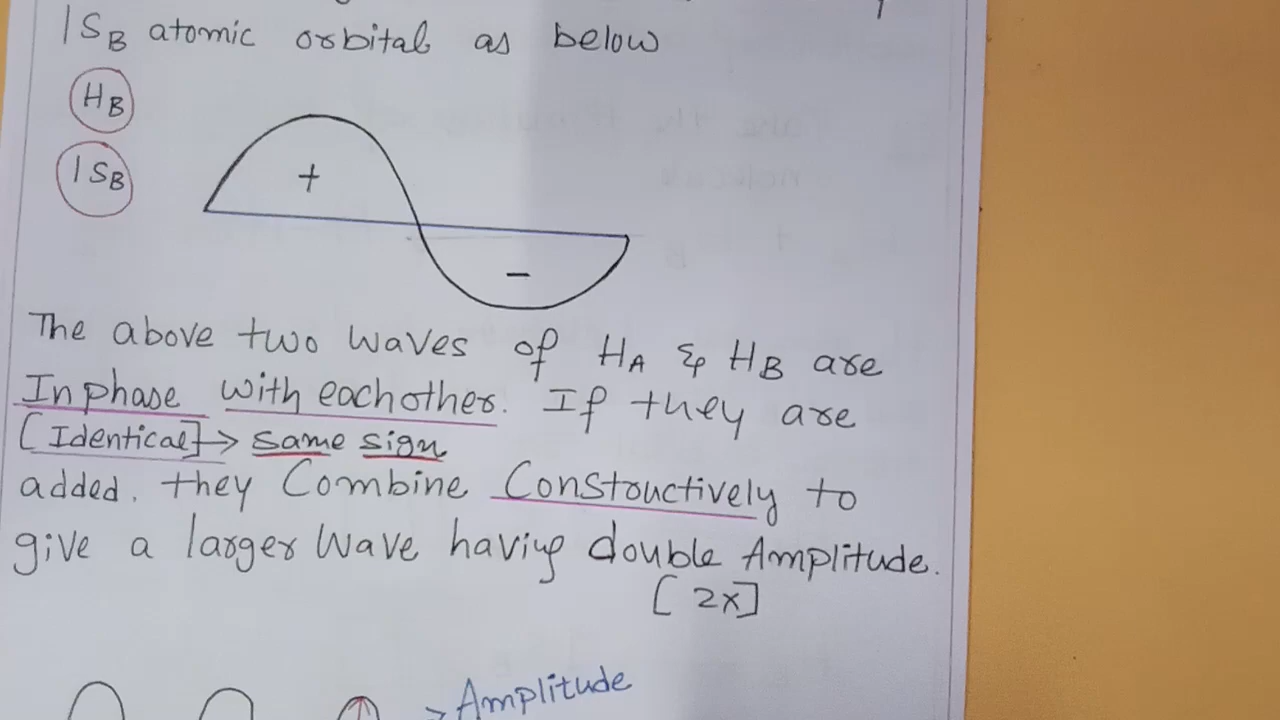 1SB atomic orbital as below
HB
1SB
+
-
The above two waves of HA & HB are
Inphase with eachother. If they are
[Identical] → same sign
added. they Combine Constructively to
give a larger wave having double Amplitude.
[2x]
→ Amplitude